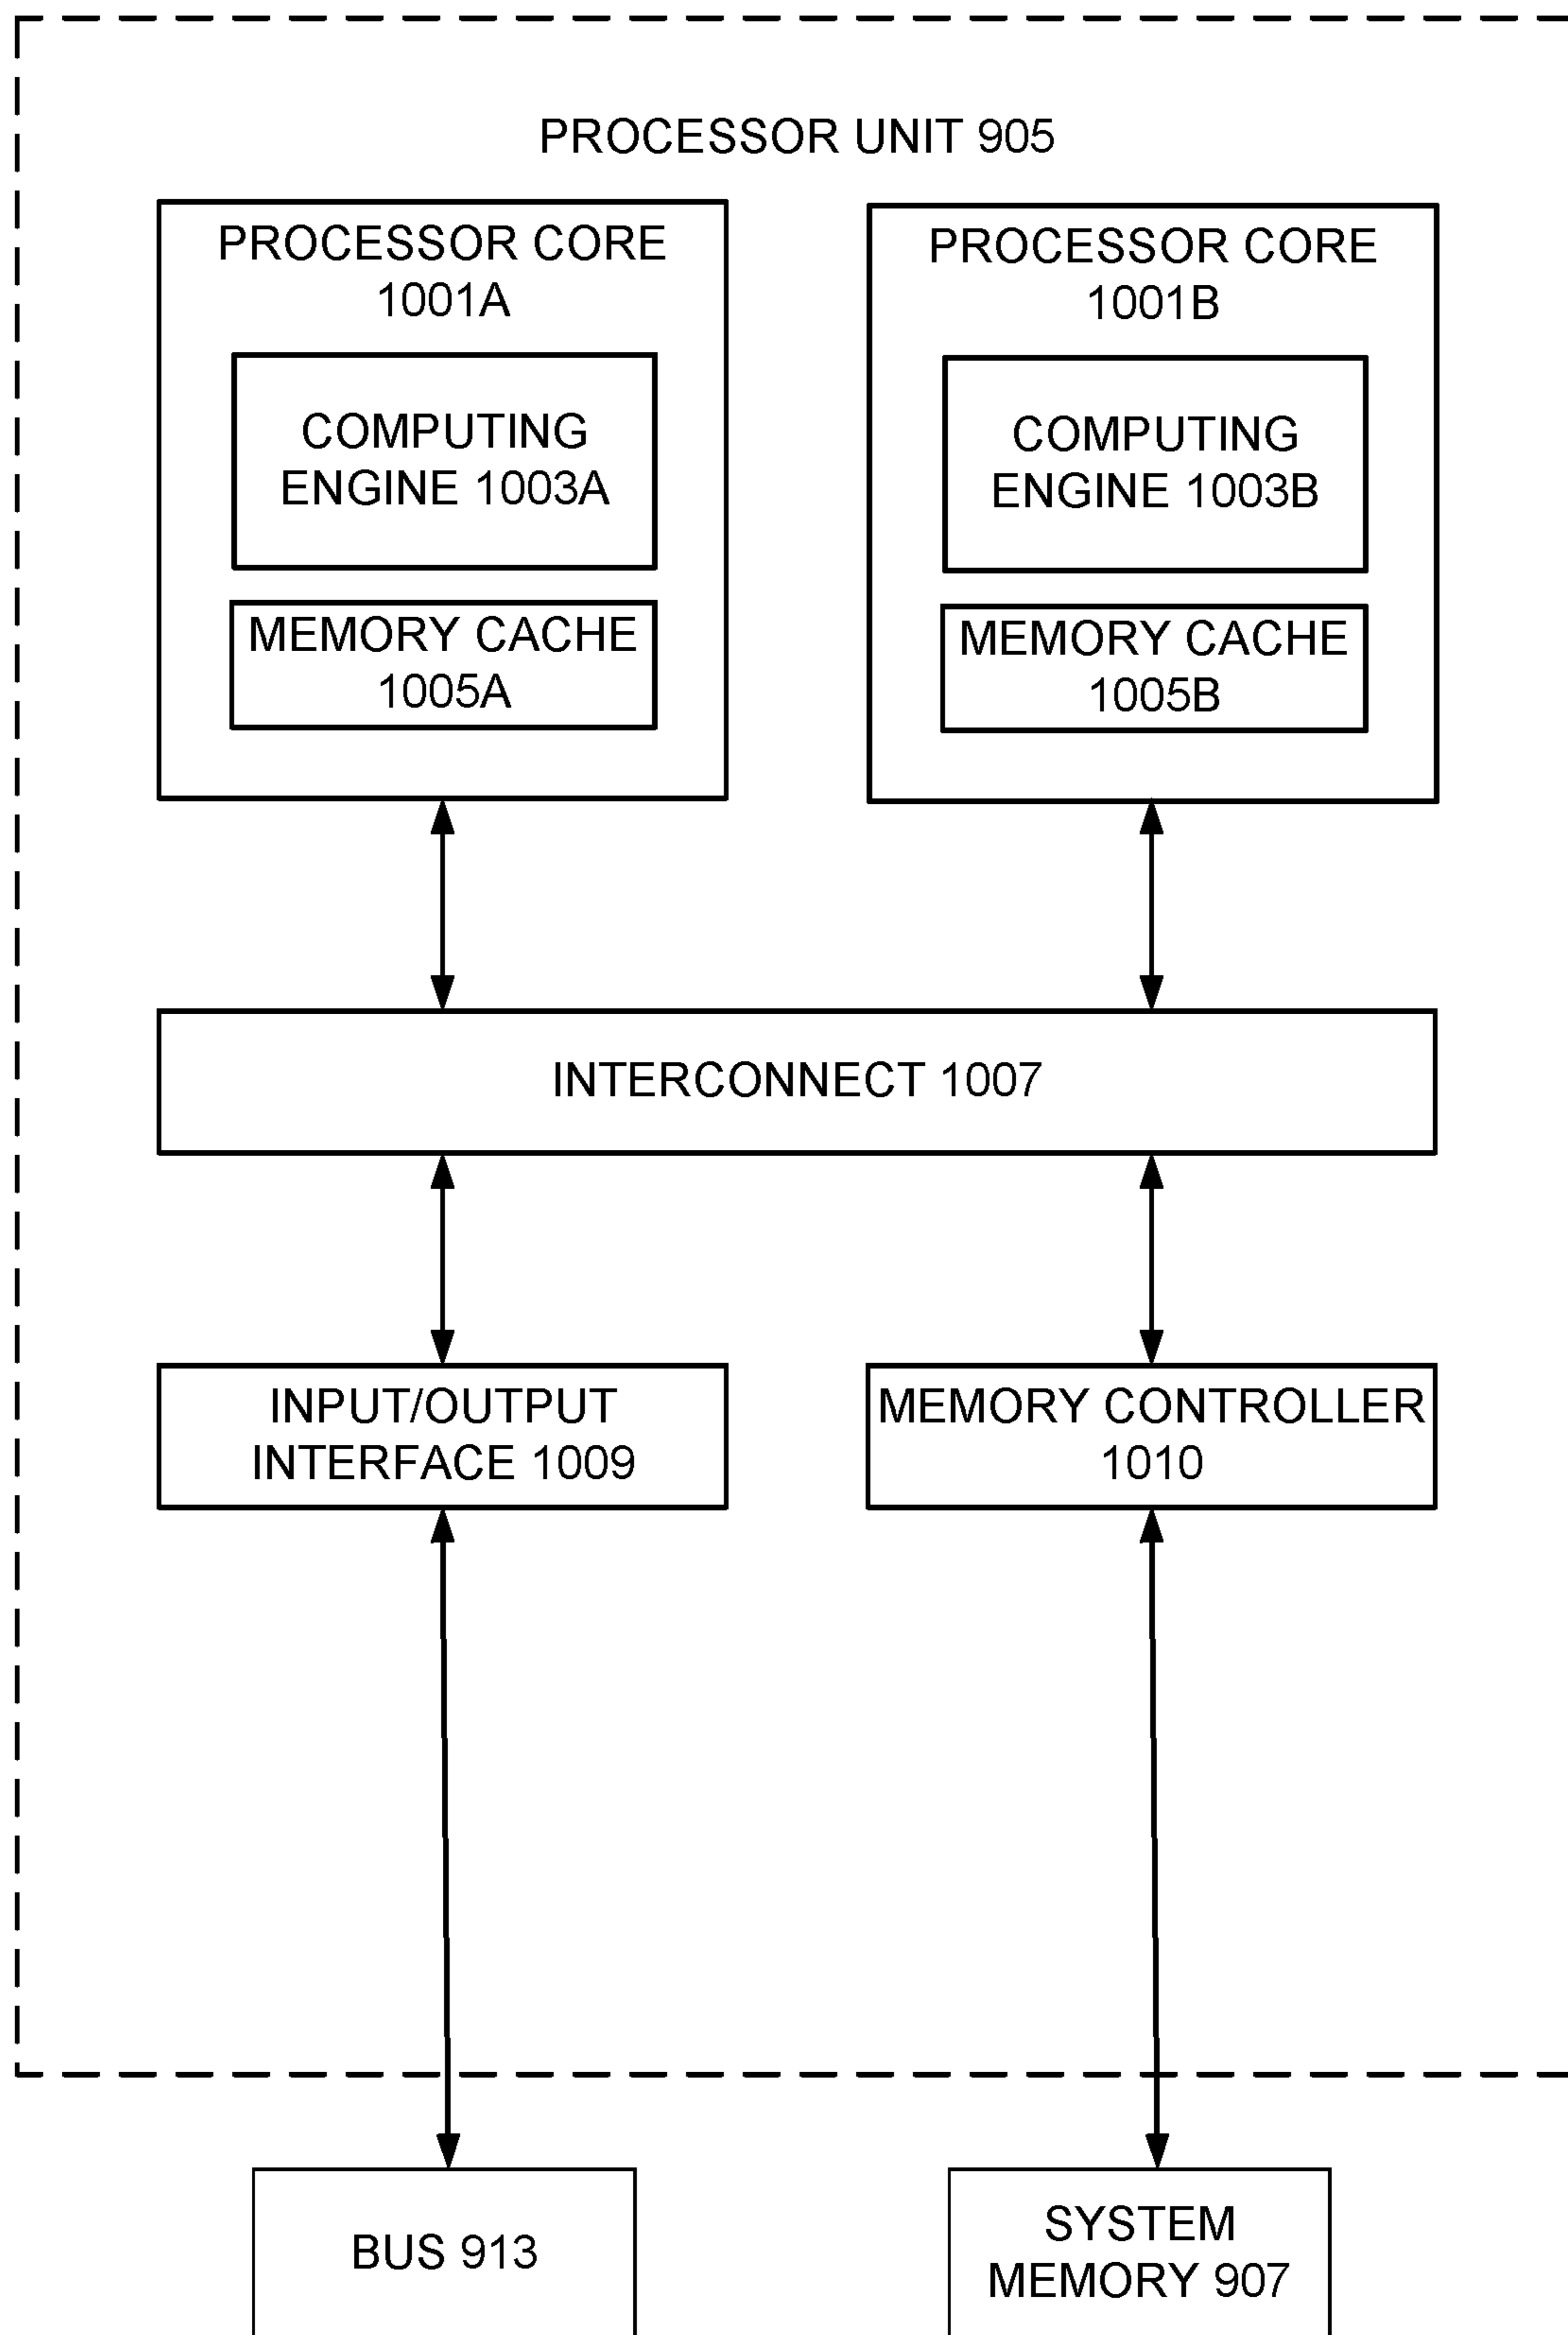 PROCESSOR UNIT 905
PROCESSOR CORE
1001A
COMPUTING
ENGINE 1003A
MEMORY CACHE
1005A
PROCESSOR CORE
1001B
COMPUTING
ENGINE 1003B
MEMORY CACHE
1005B
INTERCONNECT 1007
INPUT/OUTPUT
INTERFACE 1009
MEMORY CONTROLLER
1010
BUS 913
SYSTEM
MEMORY 907